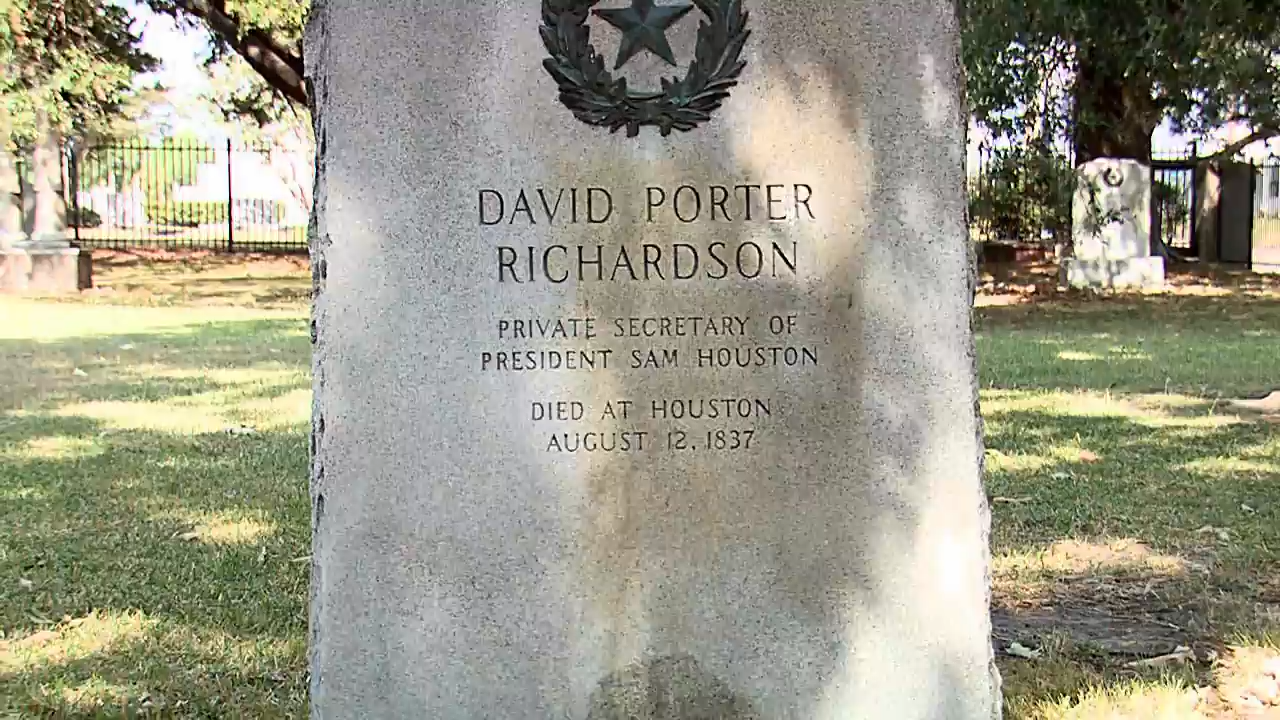 DAVID PORTER
RICHARDSON
PRIVATE SECRETARY OF
PRESIDENT SAM HOUSTON
DIED AT HOUSTON
AUGUST 12, 1837